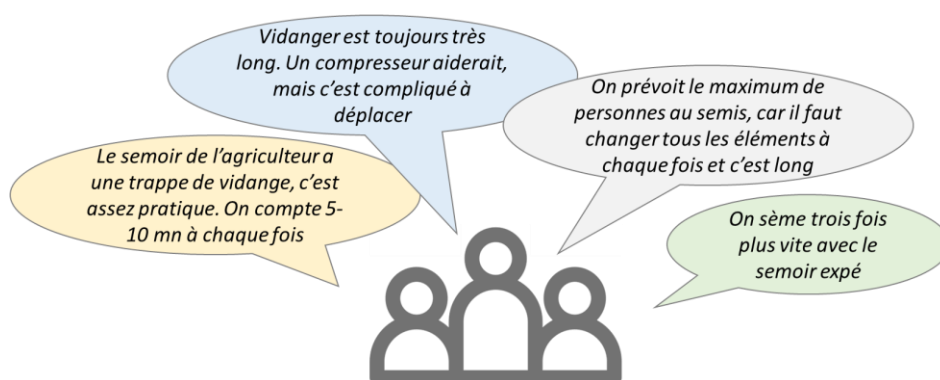 Vidanger est toujours très
long. Un compresseur aiderait,
mais c’est compliqué à
déplacer
On prévoit le maximum de
personnes au semis, car il faut
changer tous les éléments à
chaque fois et c’est long
Le semoir de l’agriculteur a
une trappe de vidange, c’est
assez pratique. On compte 5-
10 mn à chaque fois
On sème trois fois
plus vite avec le
semoir expé